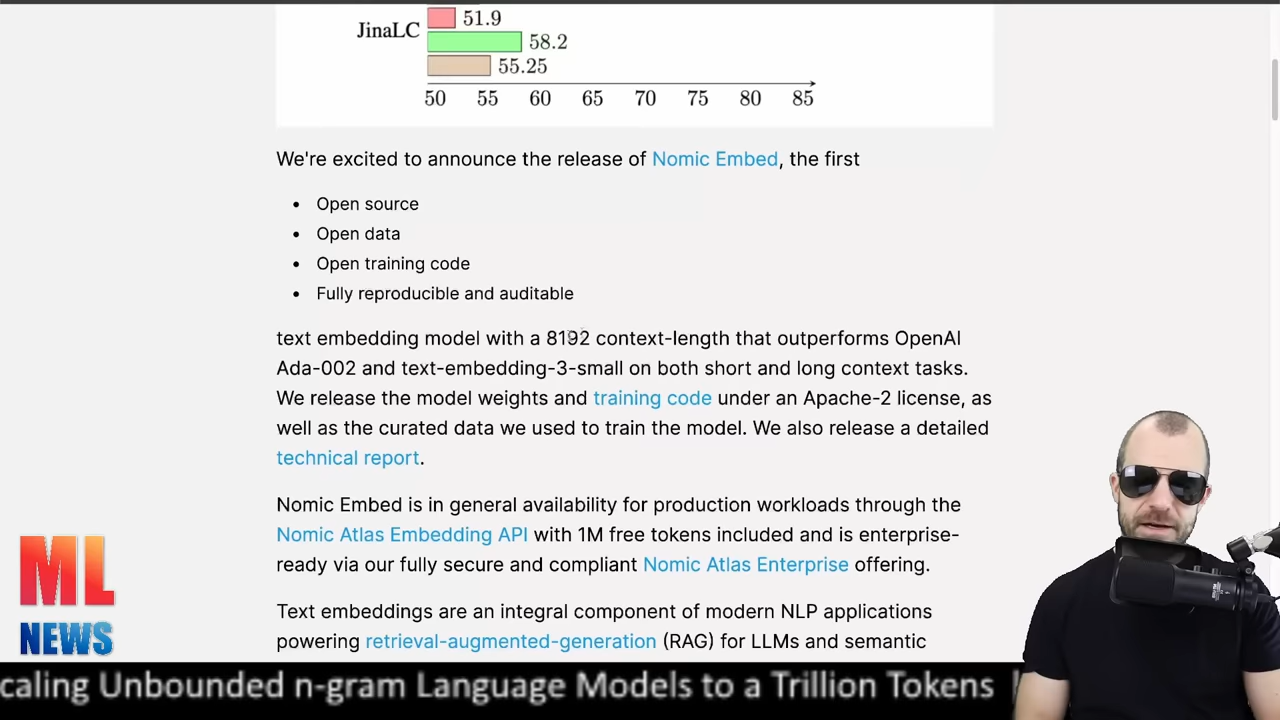 51.9
JinaLC
58.2
55.25
50 55 60 65 70 75 80 85
We're excited to announce the release of Nomic Embed, the first
• Open source
• Open data
• Open training code
• Fully reproducible and auditable
text embedding model with a 8192 context-length that outperforms OpenAI
Ada-002 and text-embedding-3-small on both short and long context tasks.
We release the model weights and training code under an Apache-2 license, as
well as the curated data we used to train the model. We also release a detailed
technical report.
Nomic Embed is in general availability for production workloads through the
Nomic Atlas Embedding API with 1M free tokens included and is enterprise-
ready via our fully secure and compliant Nomic Atlas Enterprise offering.
Text embeddings are an integral component of modern NLP applications
powering retrieval-augmented-generation (RAG) for LLMs and semantic
ML
NEWS
caling Unbounded n-gram Language Models to a Trillion Tokens